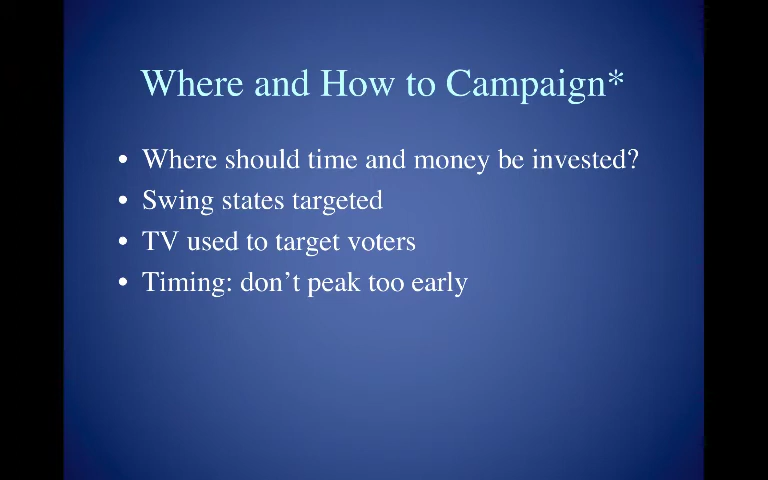 Where and How to Campaign*
• Where should time and money be invested?
• Swing states targeted
• TV used to target voters
• Timing: don’t peak too early